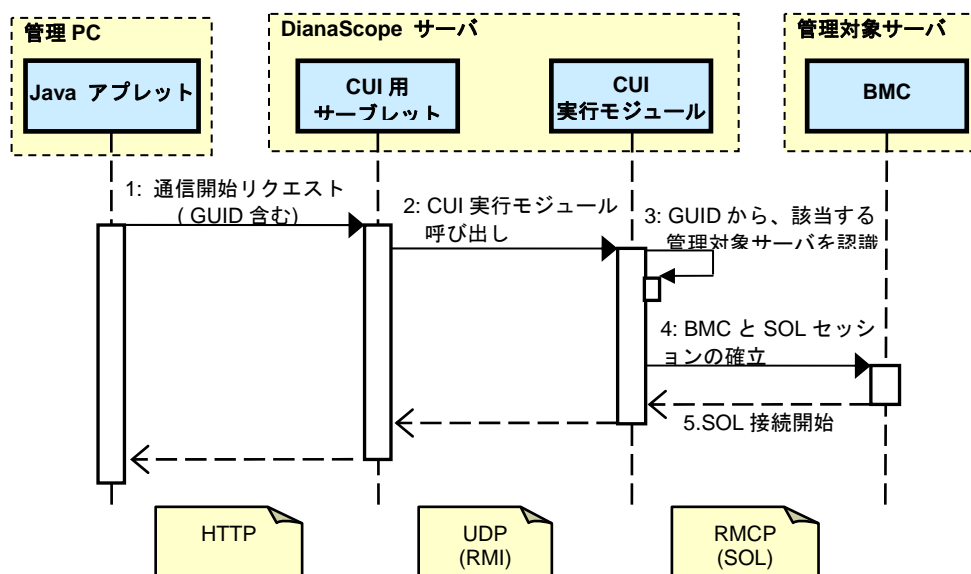 管理 PC
DianaScope サーバ
管理対象サーバ
Java アプレット
CUI 用
サーブレット
CUI
実行モジュール
BMC
1: 通信開始リクエスト
( GUID 含む)
2: CUI 実行モジュール
呼び出し
3: GUID から、該当する
管理対象サーバを認識
4: BMC と SOL セッシ
ョンの確立
5.SOL 接続開始
HTTP
UDP
(RMI)
RMCP
(SOL)